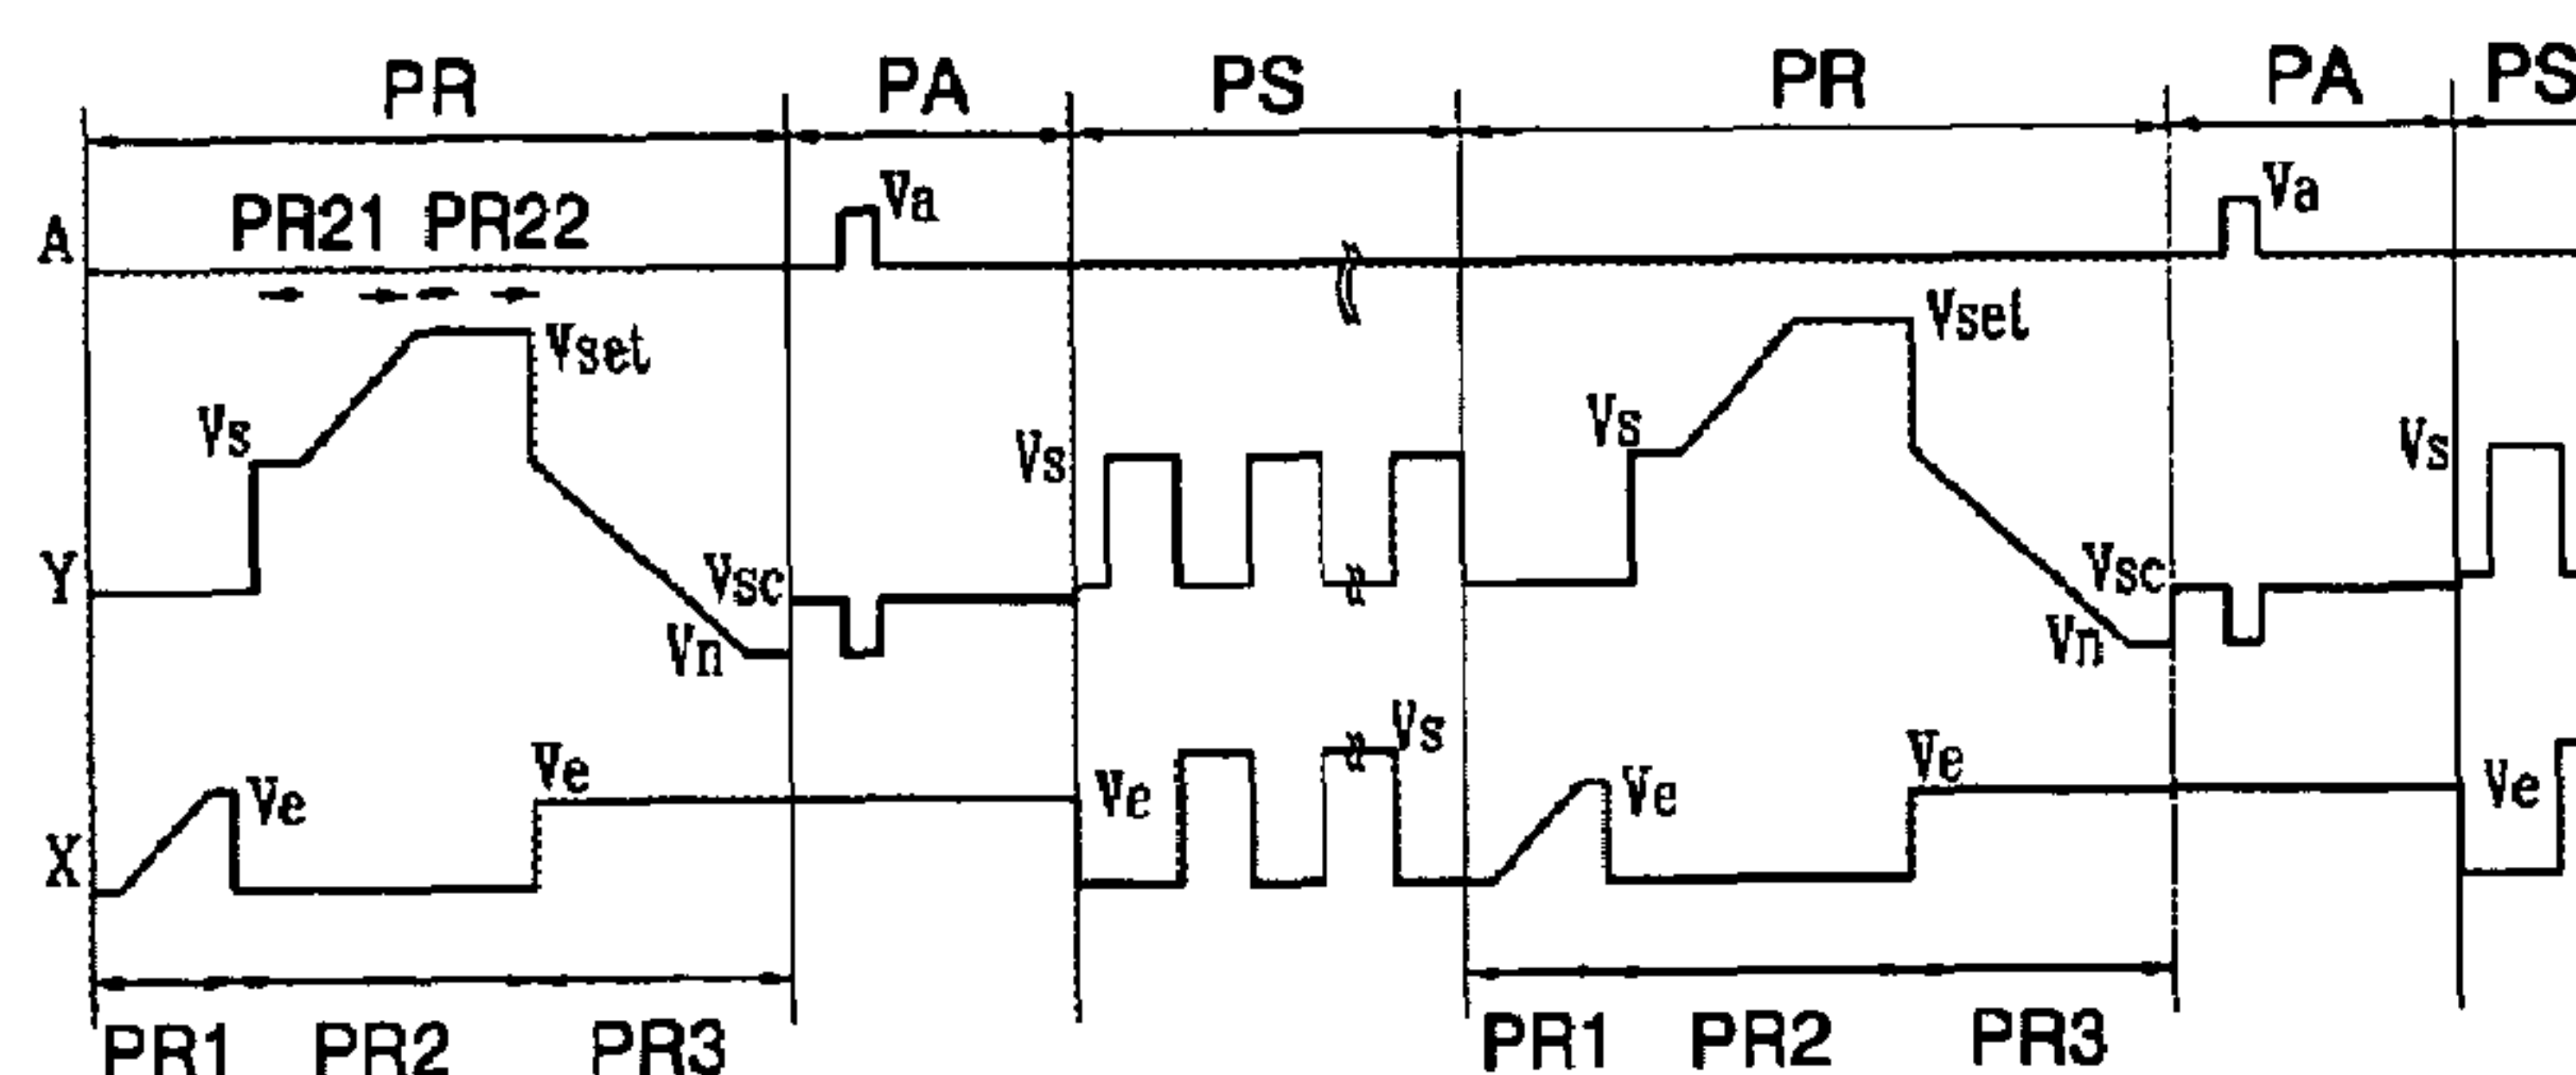 PR PA PS PR PA PS
Va Va
PR21 PR22
A
Vset Vset
Vs Vs Vs Vs
Y Vsc Vsc
Vn Vn
Vs
Ve Ve Ve Ve Ve Ve
X
PR1 PR2 PR3 PR1 PR2 PR3